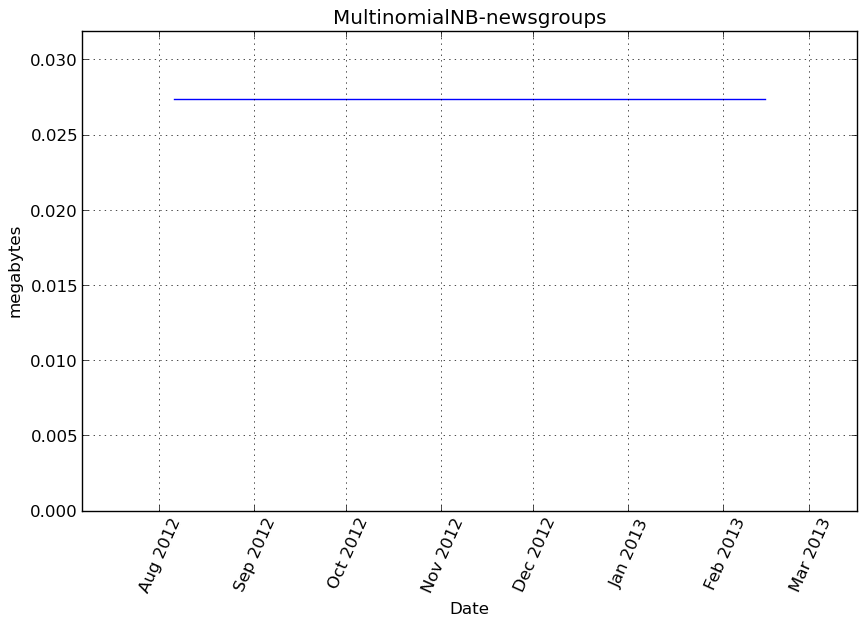 MultinomialNB-newsgroups
0.030
0.025
0.020
0.015
0.010
0.005
0.000
megabytes
Aug 2012
Sep 2012
Oct 2012
Nov 2012
Dec 2012
Jan 2013
Feb 2013
Mar 2013
Date